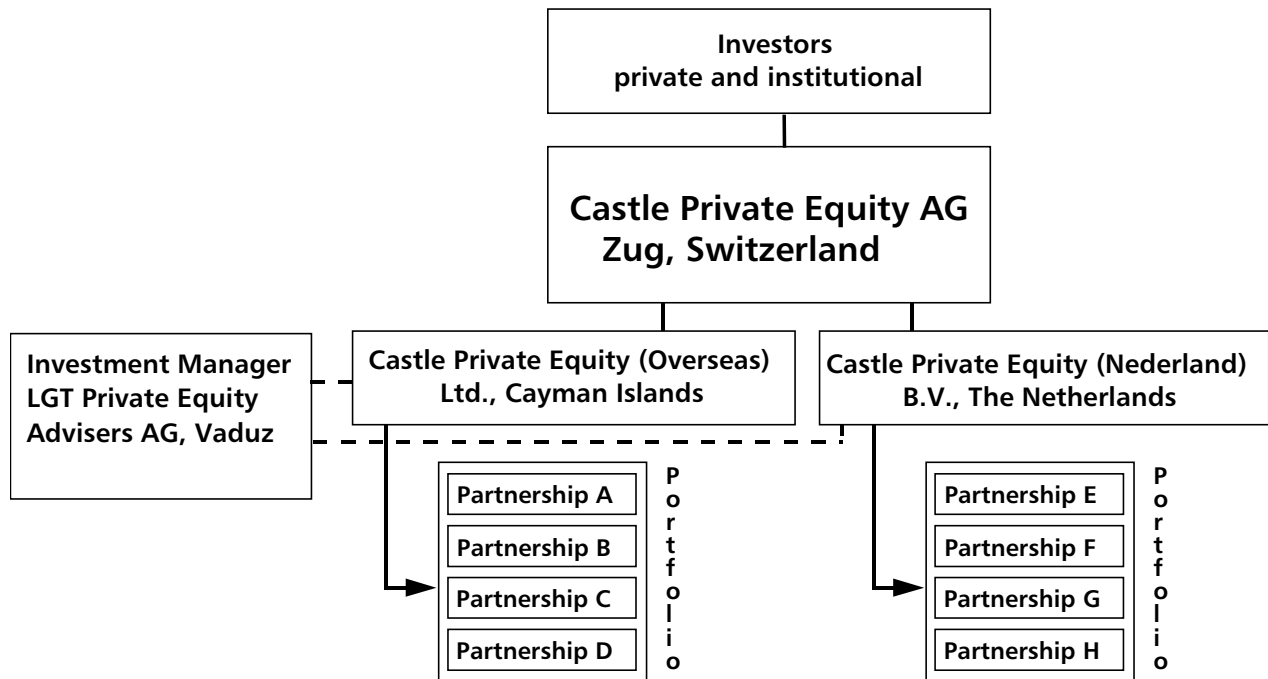 Investors
private and institutional
Castle Private Equity AG
Zug, Switzerland
Investment Manager
LGT Private Equity
Advisers AG, Vaduz
Castle Private Equity (Overseas)
Ltd., Cayman Islands
Castle Private Equity (Nederland)
B.V., The Netherlands
Partnership A
Partnership B
Partnership C
Partnership D
Portfolio
Partnership E
Partnership F
Partnership G
Partnership H
Portfolio